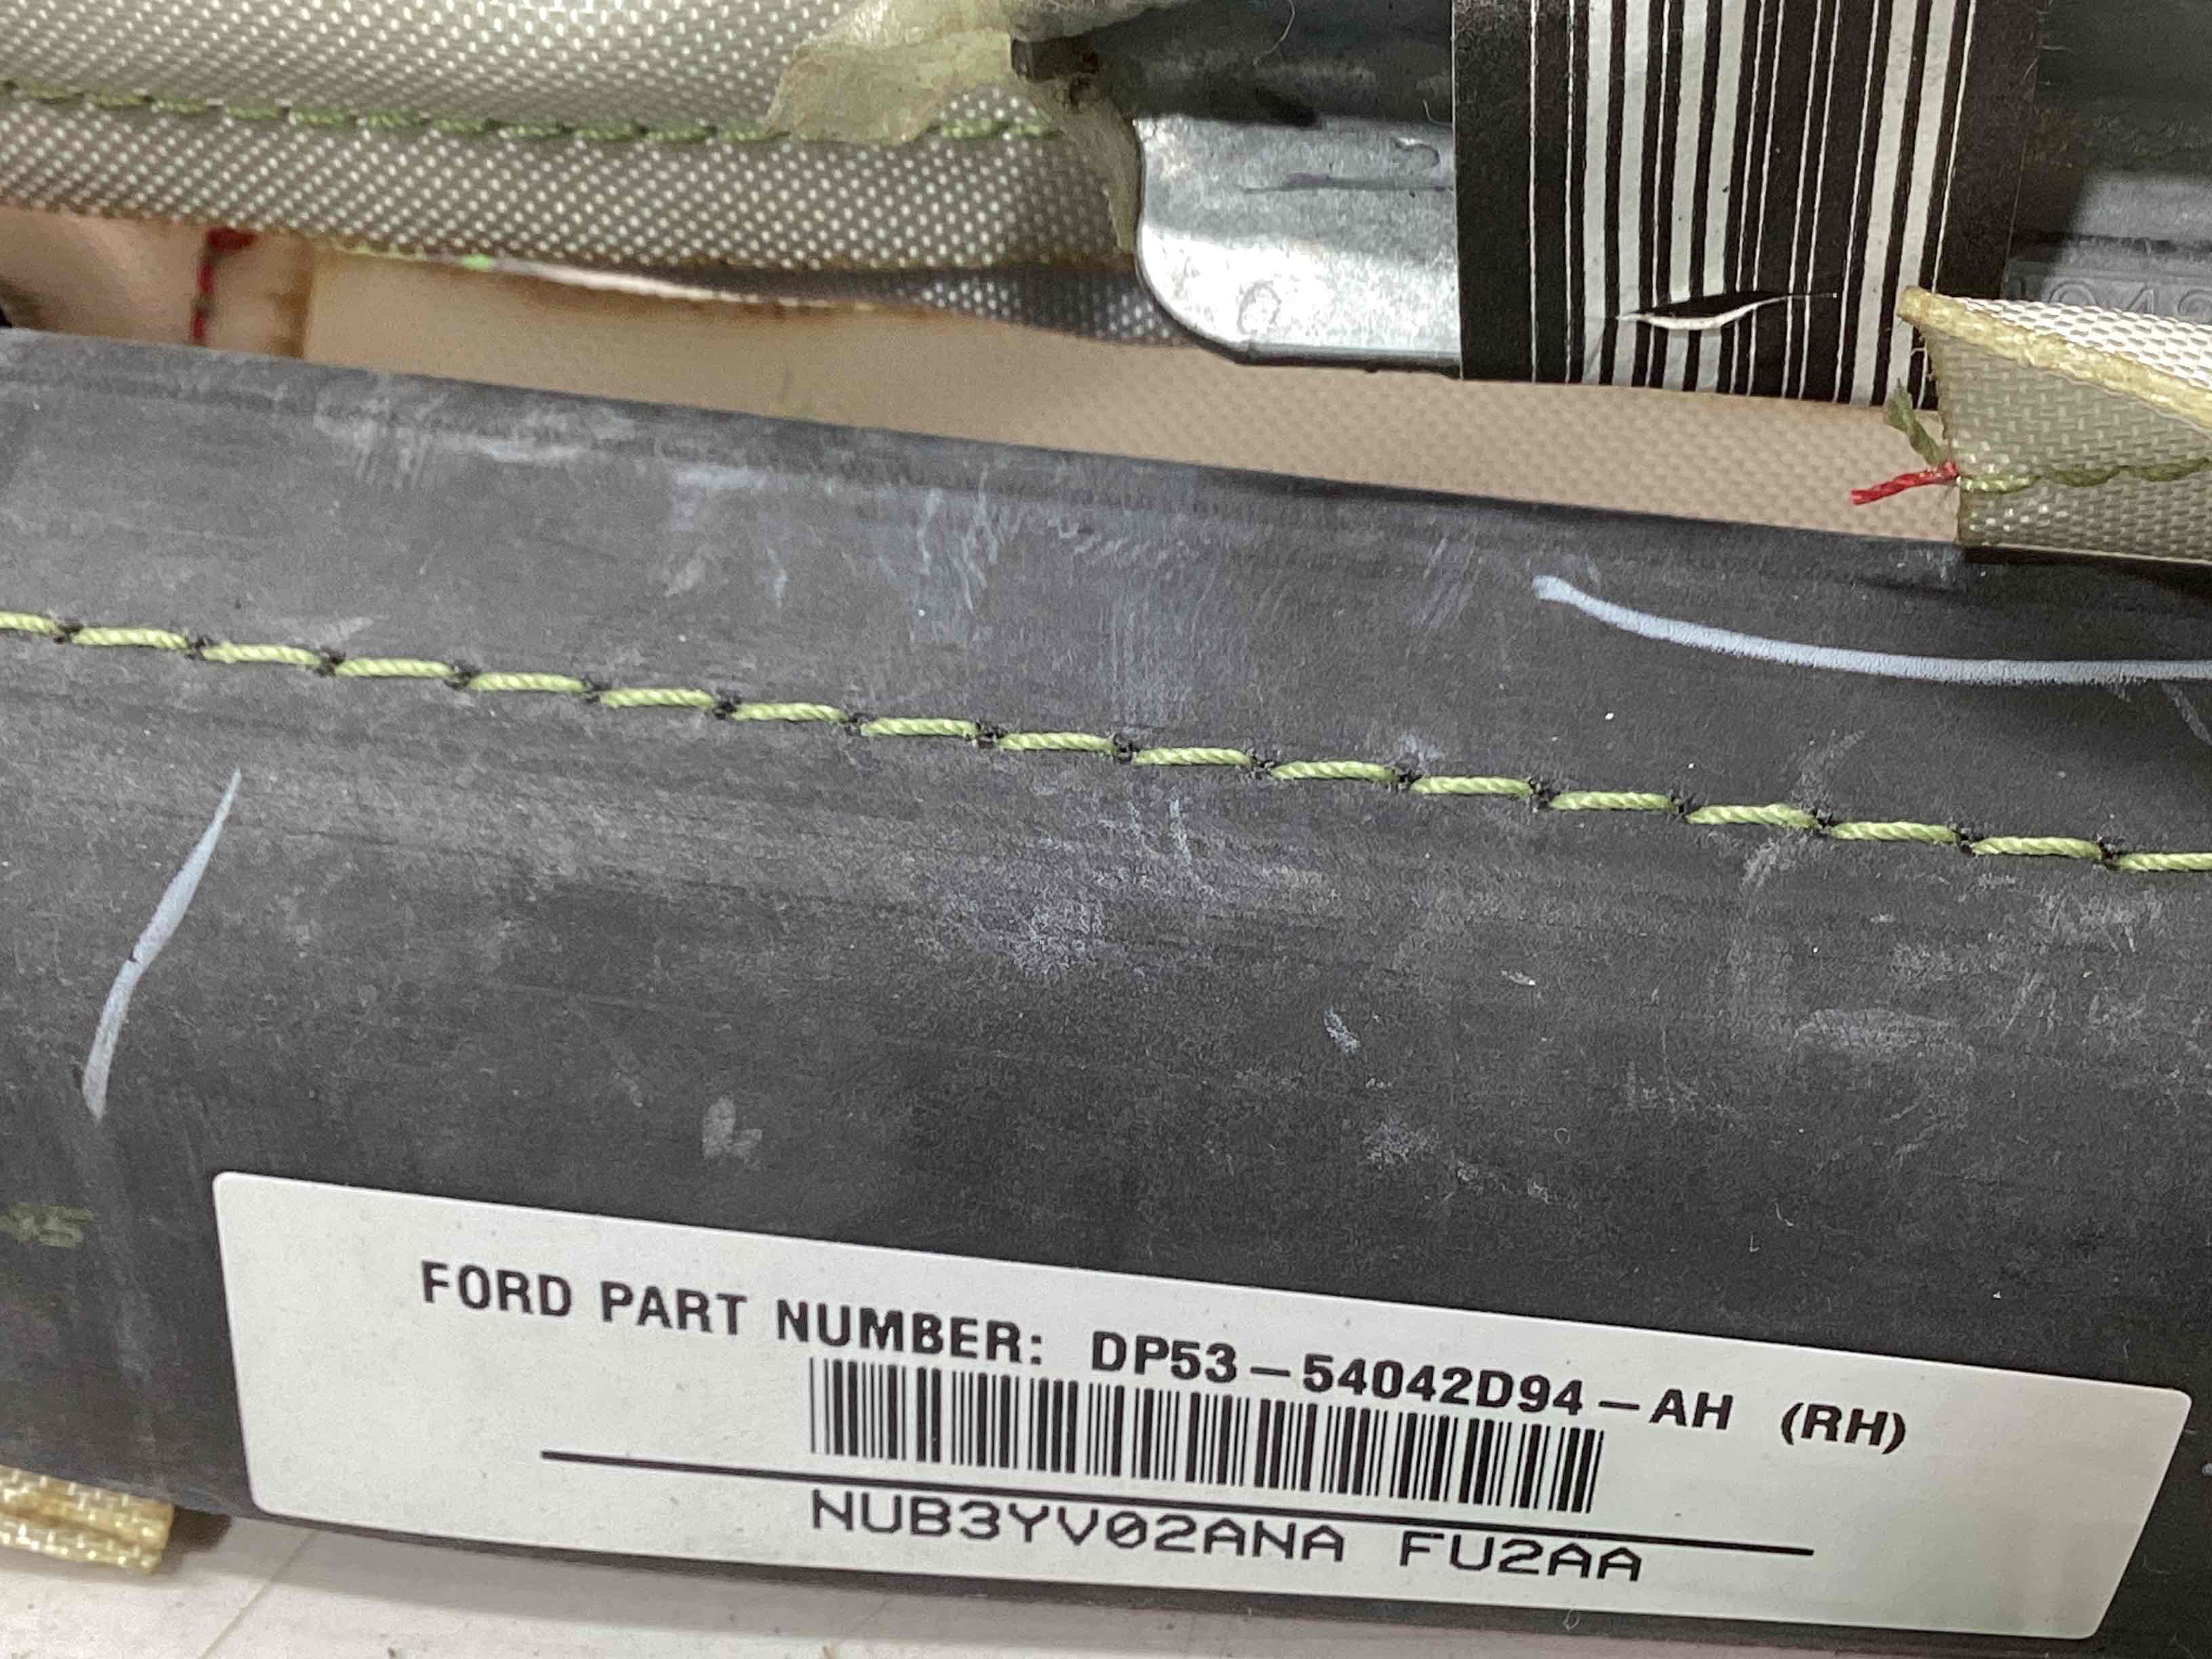 FORD PART NUMBER: DP53-54042D94-AH (RH)
NUB3YV02ANA FU2AA